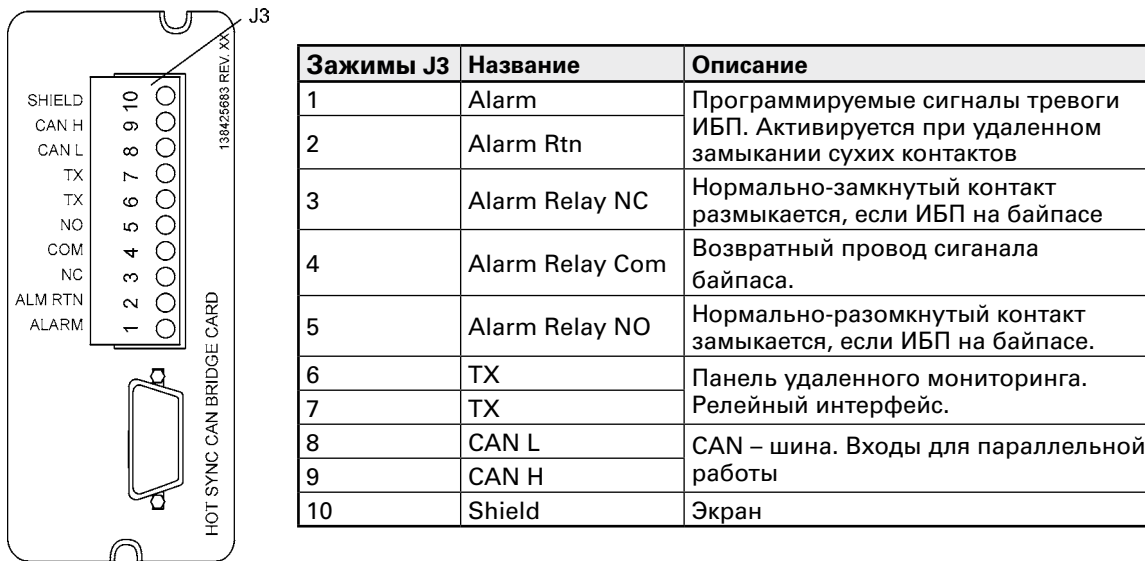 J3
138425683 REV. XX
SHIELD 10
CAN H 9
CAN L 8
TX 7
TX 6
NO 5
COM 4
NC 3
ALM RTN 2
ALARM 1
HOT SYNC CAN BRIDGE CARD
Зажимы J3 Название Описание
1 Alarm Программируемые сигналы тревоги
ИБП. Активируется при удаленном
2 Alarm Rtn замыкании сухих контактов
3 Alarm Relay NC Нормально-замкнутый контакт
размыкается, если ИБП на байпасе
4 Alarm Relay Com Возвратный провод сиганала
байпаса.
5 Alarm Relay NO Нормально-разомкнутый контакт
замыкается, если ИБП на байпасе.
6 TX Панель удаленного мониторинга.
7 TX Релейный интерфейс.
8 CAN L CAN – шина. Входы для параллельной
9 CAN H работы
10 Shield Экран